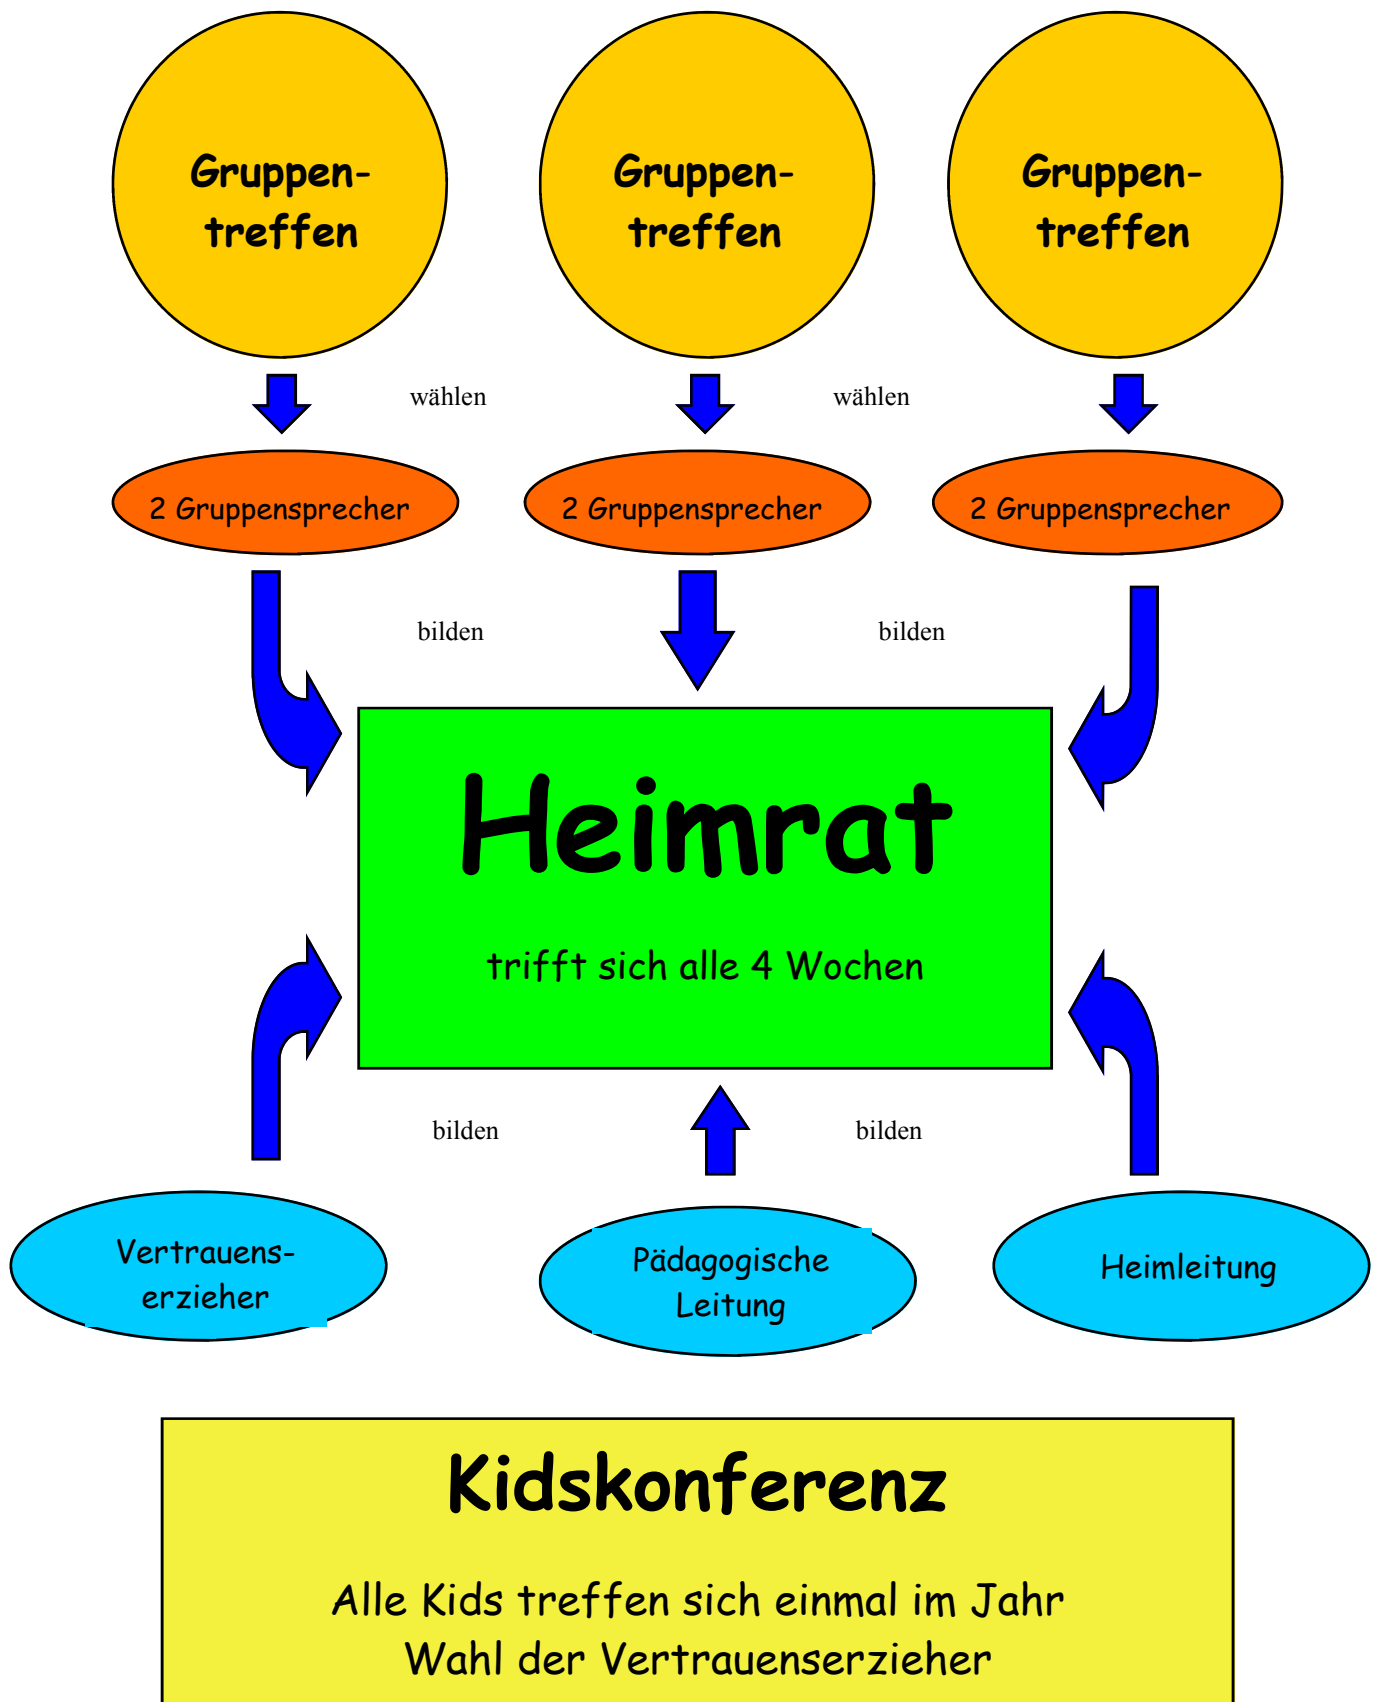 Gruppen-
treffen
Gruppen-
treffen
Gruppen-
treffen
wählen
wählen
2 Gruppensprecher
2 Gruppensprecher
2 Gruppensprecher
bilden
bilden
Heimrat
trifft sich alle 4 Wochen
bilden
bilden
Vertrauens-
erzieher
Pädagogische
Leitung
Heimleitung
Kidskonferenz
Alle Kids treffen sich einmal im Jahr
Wahl der Vertrauenserzieher